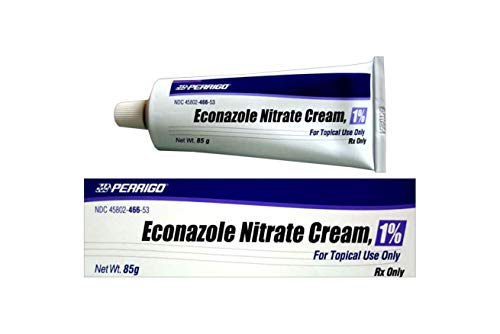 PERRIGO®
NDC 45802-466-53
Econazole Nitrate Cream, 1%
For Topical Use Only
Net Wt. 85 g
Rx Only
PERRIGO®
NDC 45802-466-53
Econazole Nitrate Cream, 1%
For Topical Use Only
Net Wt. 85g
Rx Only